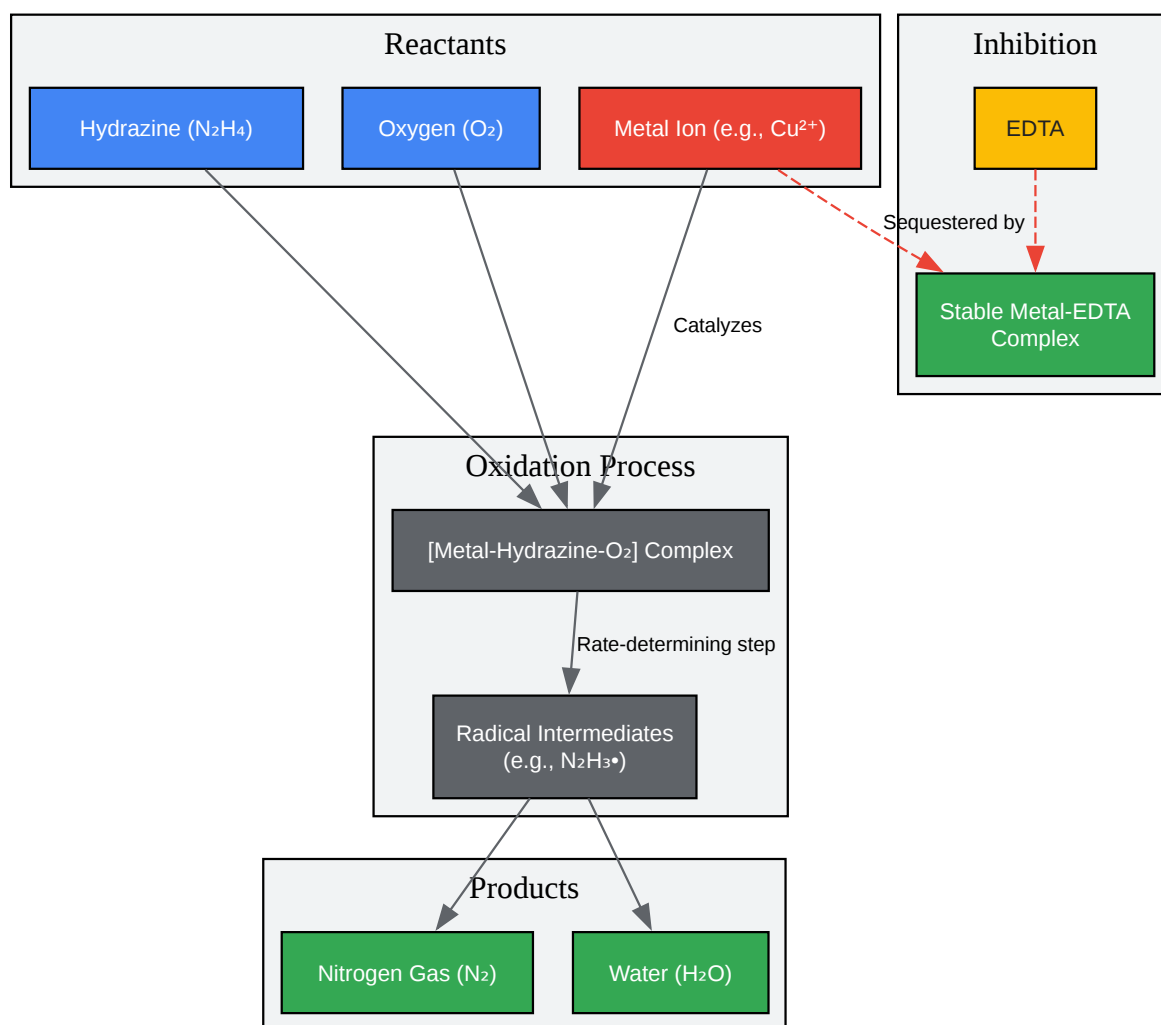 Reactants
Inhibition
Hydrazine (N₂H₄)
Oxygen (O₂)
Metal Ion (e.g., Cu²⁺)
EDTA
Sequestered by
Stable Metal-EDTA
Complex
Catalyzes
Oxidation Process
[Metal-Hydrazine-O₂] Complex
Rate-determining step
Radical Intermediates
(e.g., N₂H₃•)
Products
Nitrogen Gas (N₂)
Water (H₂O)